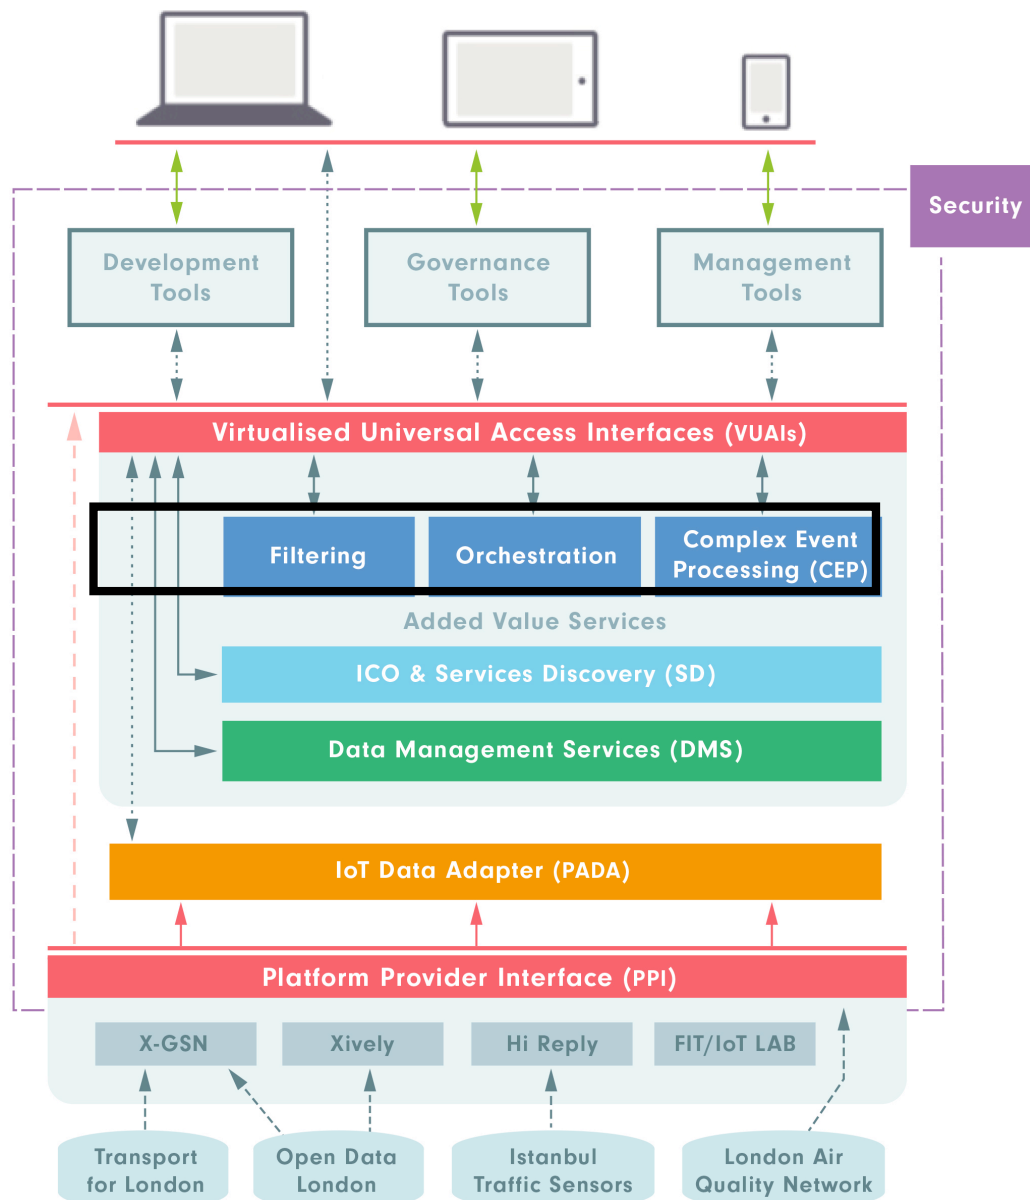 Security
Development
Tools
Governance
Tools
Management
Tools
Virtualised Universal Access Interfaces (VUAIs)
Filtering
Orchestration
Complex Event
Processing (CEP)
Added Value Services
ICO & Services Discovery (SD)
Data Management Services (DMS)
IoT Data Adapter (PADA)
Platform Provider Interface (PPI)
X-GSN
Xively
Hi Reply
FIT/IoT LAB
Transport
for London
Open Data
London
Istanbul
Traffic Sensors
London Air
Quality Network